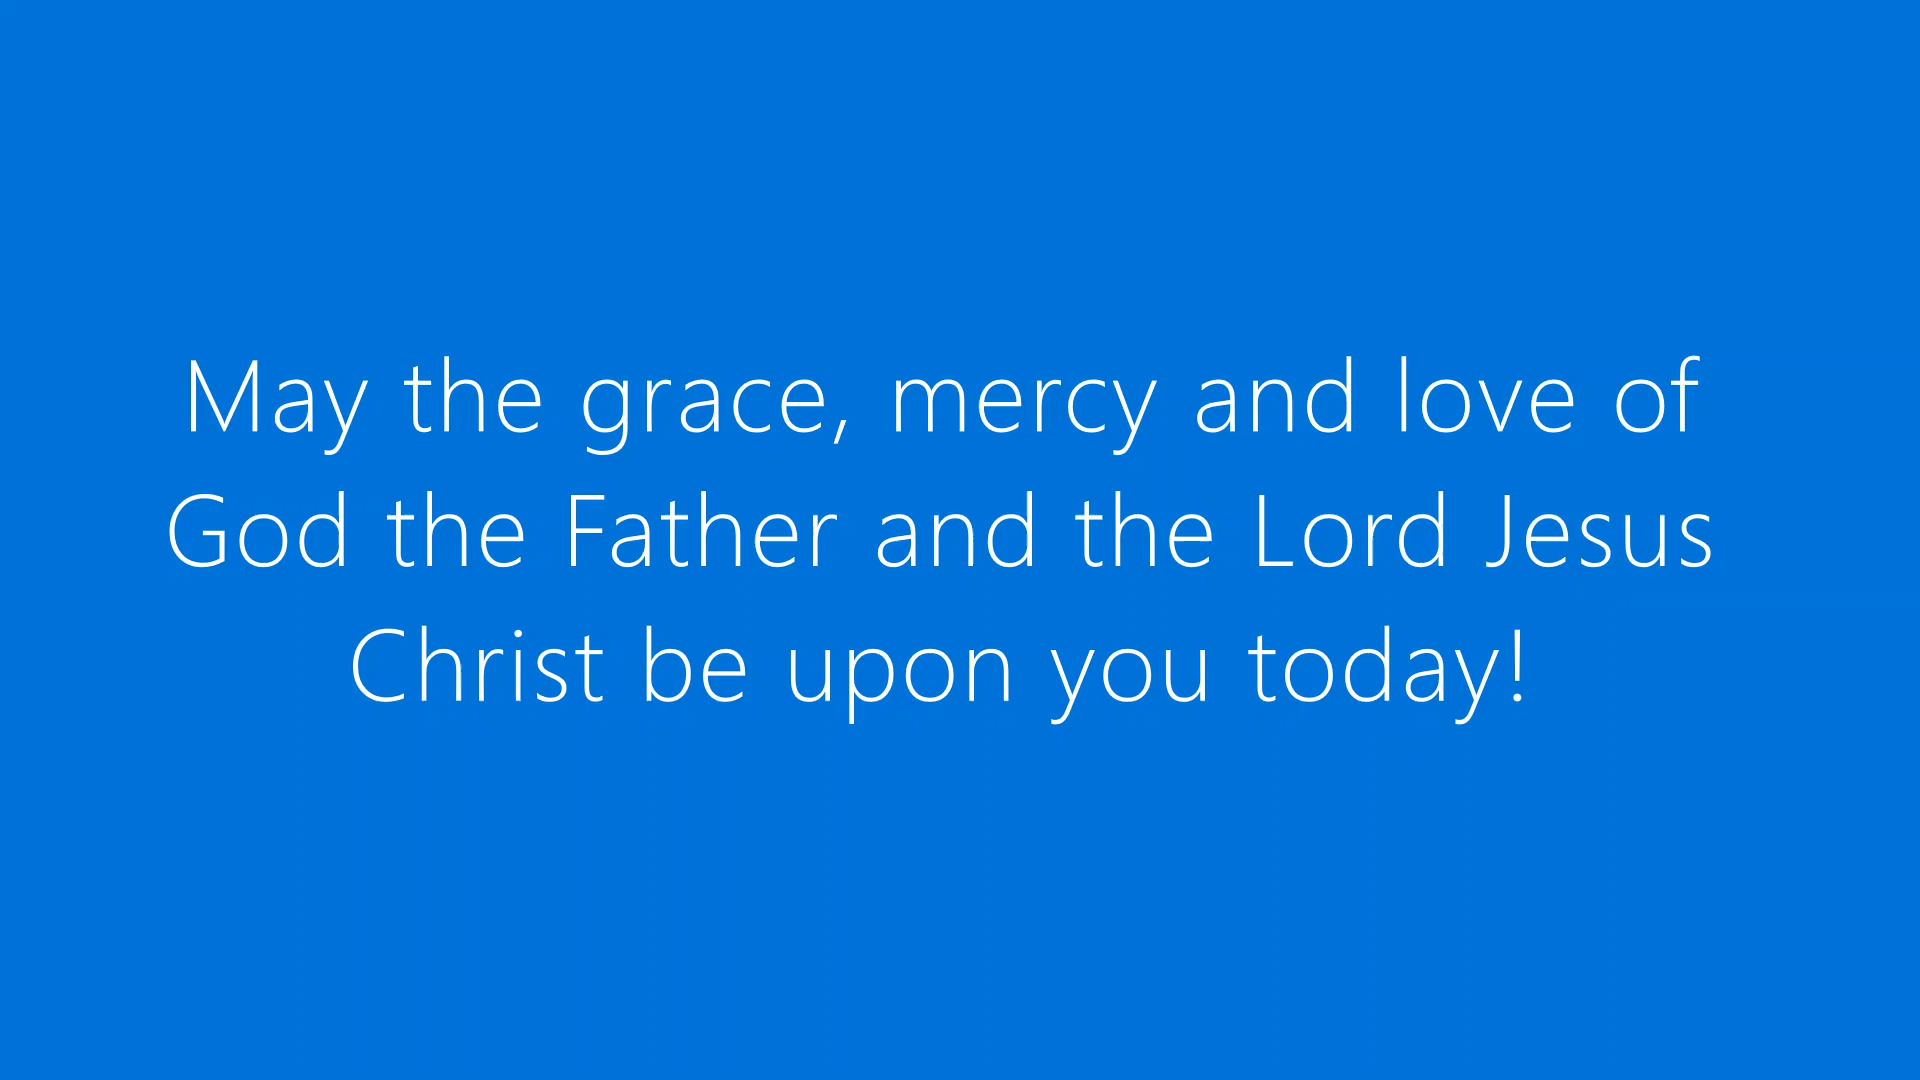 May the grace, mercy and love of
God the Father and the Lord Jesus
Christ be upon you today!